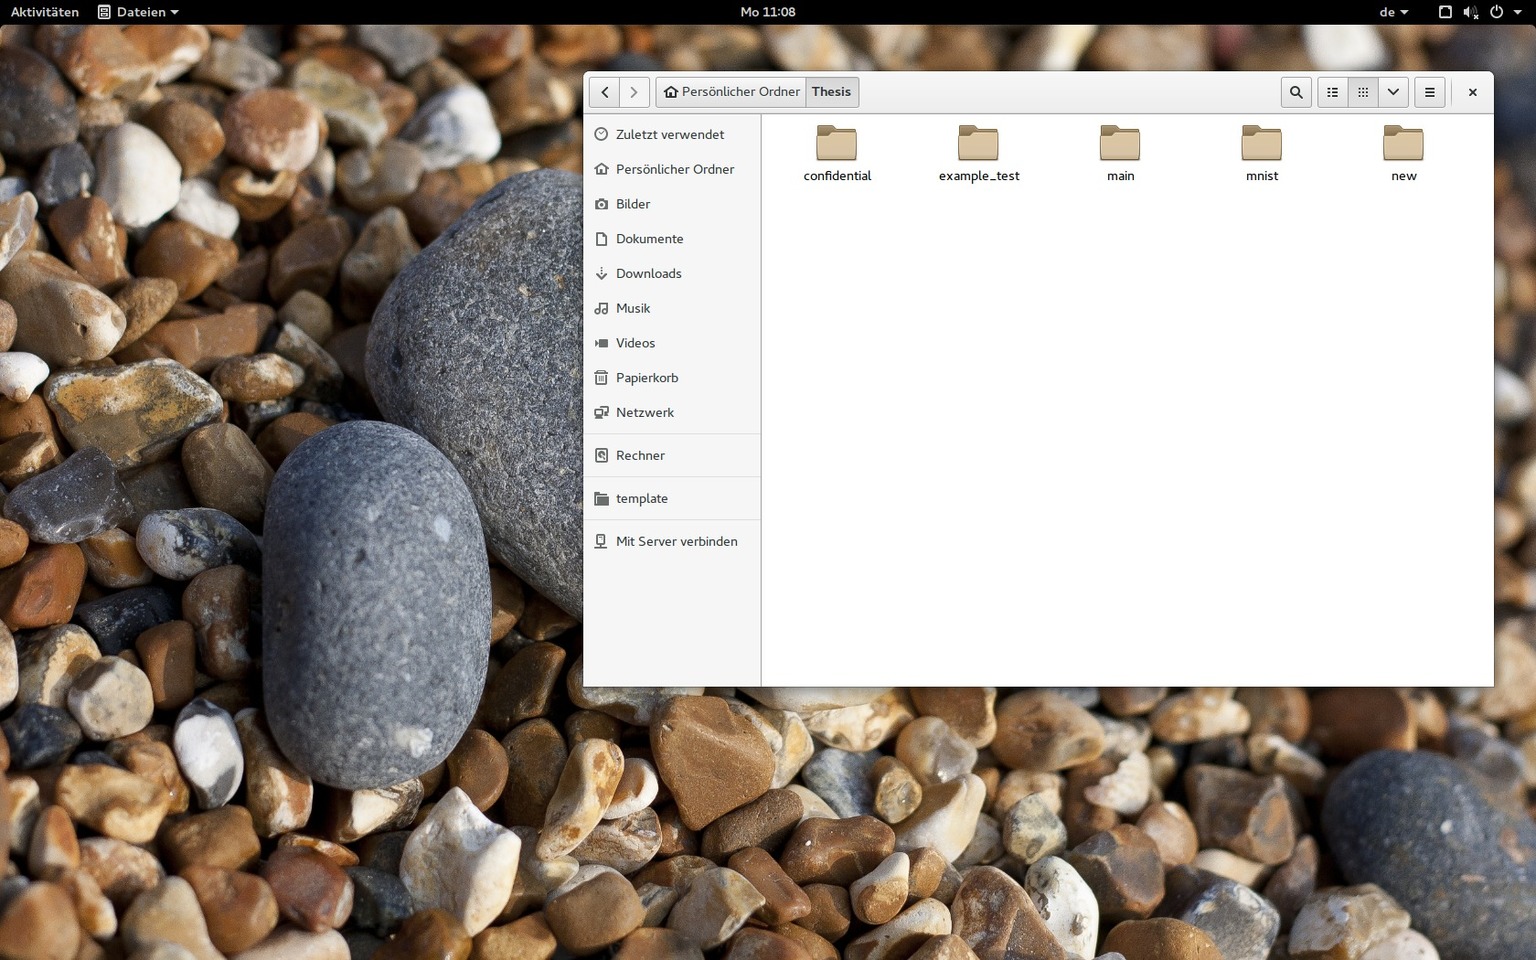 Aktivitäten Dateien Mo 11:08 de
Persönlicher Ordner Thesis
Zuletzt verwendet
Persönlicher Ordner
Bilder
Dokumente
Downloads
Musik
Videos
Papierkorb
Netzwerk
Rechner
template
Mit Server verbinden
confidential example_test main mnist new